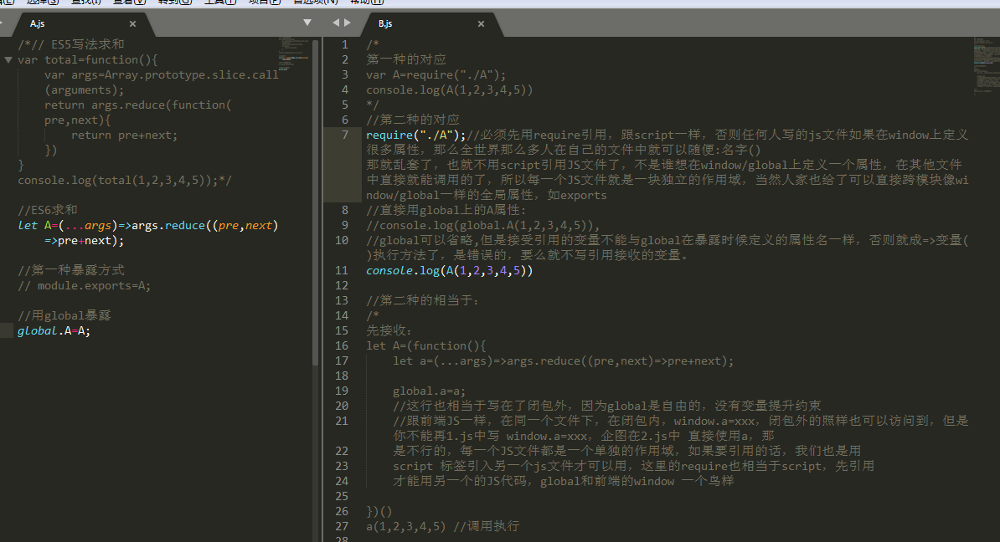 选择(S) 查找(I) 查看(V) 转到(G) 工具(T) 项目(P) 首选项(N) 帮助(H)
A.js
/*// ES5写法求和
var total=function(){
var args=Array.prototype.slice.call
(arguments);
return args.reduce(function(
pre,next){
return pre+next;
})
}
console.log(total(1,2,3,4,5));*/
//ES6求和
let A=(...args)=>args.reduce((pre,next)
=>pre+next);
//第一种暴露方式
// module.exports=A;
//用global暴露
global.A=A;
B.js
1 /*
2 第一种的对应
3 var A=require("./A");
4 console.log(A(1,2,3,4,5))
5 */
6 //第二种的对应
7 require("./A");//必须先用require引用，跟script一样，否则任何人写的js文件如果在window上定义
很多属性，那么全世界那么多人在自己的文件中就可以随便:名字()
那就乱套了，也就不用script引用JS文件了，不是谁想在window/global上定义一个属性，在其他文件
中直接就能调用的了，所以每一个JS文件就是一块独立的作用域，当然人家也给了可以直接跨模块像wi
ndow/global一样的全局属性，如exports
8 //直接用global上的A属性：
9 //console.log(global.A(1,2,3,4,5)),
10 //global可以省略,但是接受引用的变量不能与global在暴露时候定义的属性名一样，否则就成=>变量(
)执行方法了，是错误的，要么就不写引用接收的变量。
11 console.log(A(1,2,3,4,5))
12
13 //第二种的相当于：
14 /*
15 先接收：
16 let A=(function(){
17 let a=(...args)=>args.reduce((pre,next)=>pre+next);
18
19 global.a=a;
20 //这行也相当于写在了闭包外，因为global是自由的，没有变量提升约束
21 //跟前端JS一样，在同一个文件下，在闭包内，window.a=xxx，闭包外的照样也可以访问到，但是
你不能再1.js中写 window.a=xxx，企图在2.js中 直接使用a，那
22 是不行的，每一个JS文件都是一个单独的作用域，如果要引用的话，我们也是用
23 script 标签引入另一个js文件才可以用，这里的require也相当于script，先引用
24 才能用另一个的JS代码，global和前端的window 一个鸟样
25
26 })()
27 a(1,2,3,4,5) //调用执行
28